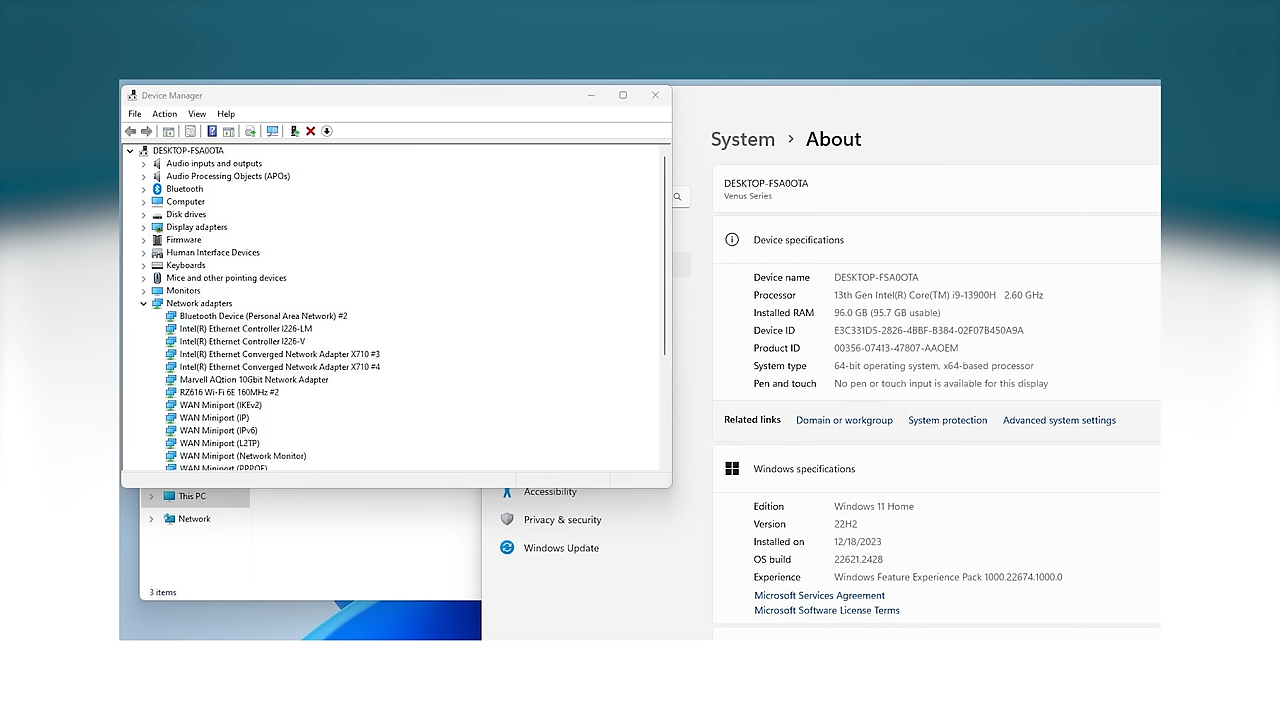 Device Manager
File Action View Help
DESKTOP-FSA0OTA
Audio inputs and outputs
Audio Processing Objects (APOs)
Bluetooth
Computer
Disk drives
Display adapters
Firmware
Human Interface Devices
Keyboards
Mice and other pointing devices
Monitors
Network adapters
Bluetooth Device (Personal Area Network) #2
Intel(R) Ethernet Controller I226-LM
Intel(R) Ethernet Controller I226-V
Intel(R) Ethernet Converged Network Adapter X710 #3
Intel(R) Ethernet Converged Network Adapter X710 #4
Marvell AQtion 10Gbit Network Adapter
RZ616 Wi-Fi 6E 160MHz #2
WAN Miniport (IKEv2)
WAN Miniport (IP)
WAN Miniport (IPv6)
WAN Miniport (L2TP)
WAN Miniport (Network Monitor)
WAN Miniport (PPPOE)
This PC
Network
3 items
Accessibility
Privacy & security
Windows Update
System > About
DESKTOP-FSA0OTA
Venus Series
Device specifications
Device name DESKTOP-FSA0OTA
Processor 13th Gen Intel(R) Core(TM) i9-13900H 2.60 GHz
Installed RAM 96.0 GB (95.7 GB usable)
Device ID E3C331D5-2826-4BBF-B384-02F07B450A9A
Product ID 00356-07413-47807-AAOEM
System type 64-bit operating system, x64-based processor
Pen and touch No pen or touch input is available for this display
Related links Domain or workgroup System protection Advanced system settings
Windows specifications
Edition Windows 11 Home
Version 22H2
Installed on 12/18/2023
OS build 22621.2428
Experience Windows Feature Experience Pack 1000.22674.1000.0
Microsoft Services Agreement
Microsoft Software License Terms